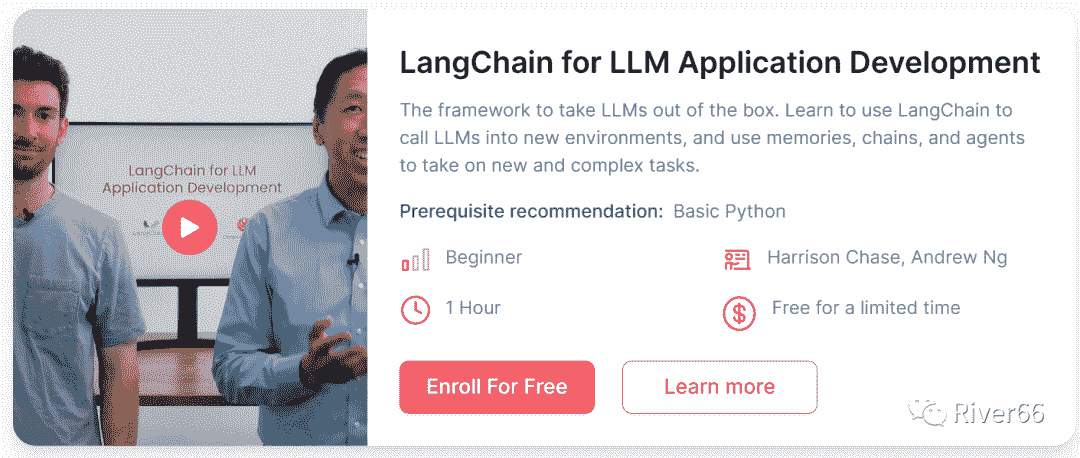 LangChain for LLM
Application Development
LangChain for LLM Application Development
The framework to take LLMs out of the box. Learn to use LangChain to
call LLMs into new environments, and use memories, chains, and agents
to take on new and complex tasks.
Prerequisite recommendation: Basic Python
Beginner
Harrison Chase, Andrew Ng
1 Hour
Free for a limited time
Enroll For Free
Learn more
River66